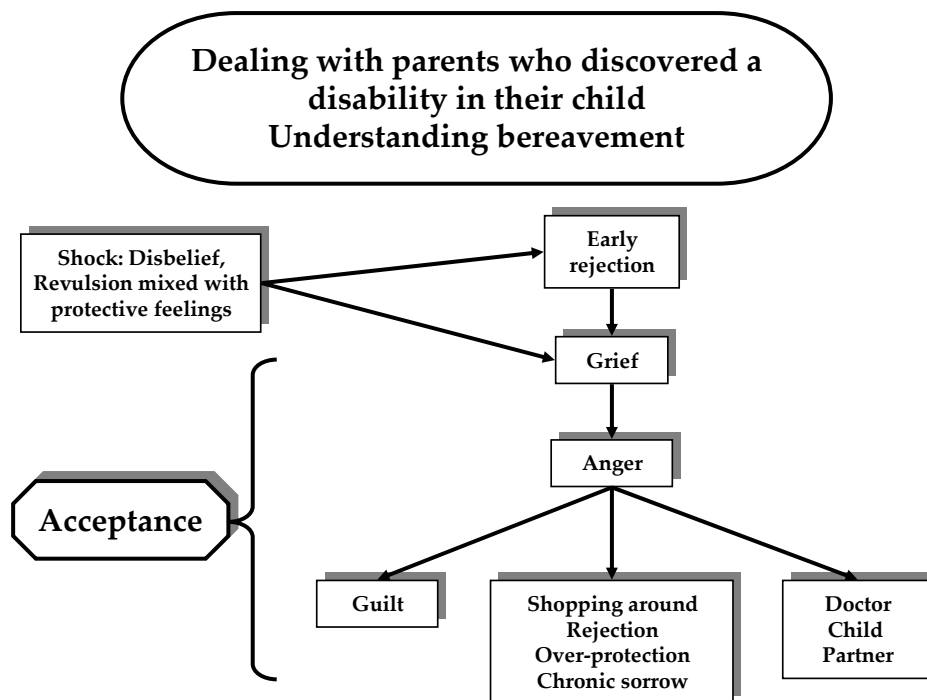 Dealing with parents who discovered a
disability in their child
Understanding bereavement
Shock: Disbelief,
Revulsion mixed with
protective feelings
Early
rejection
Grief
Anger
Acceptance
Guilt
Shopping around
Rejection
Over-protection
Chronic sorrow
Doctor
Child
Partner